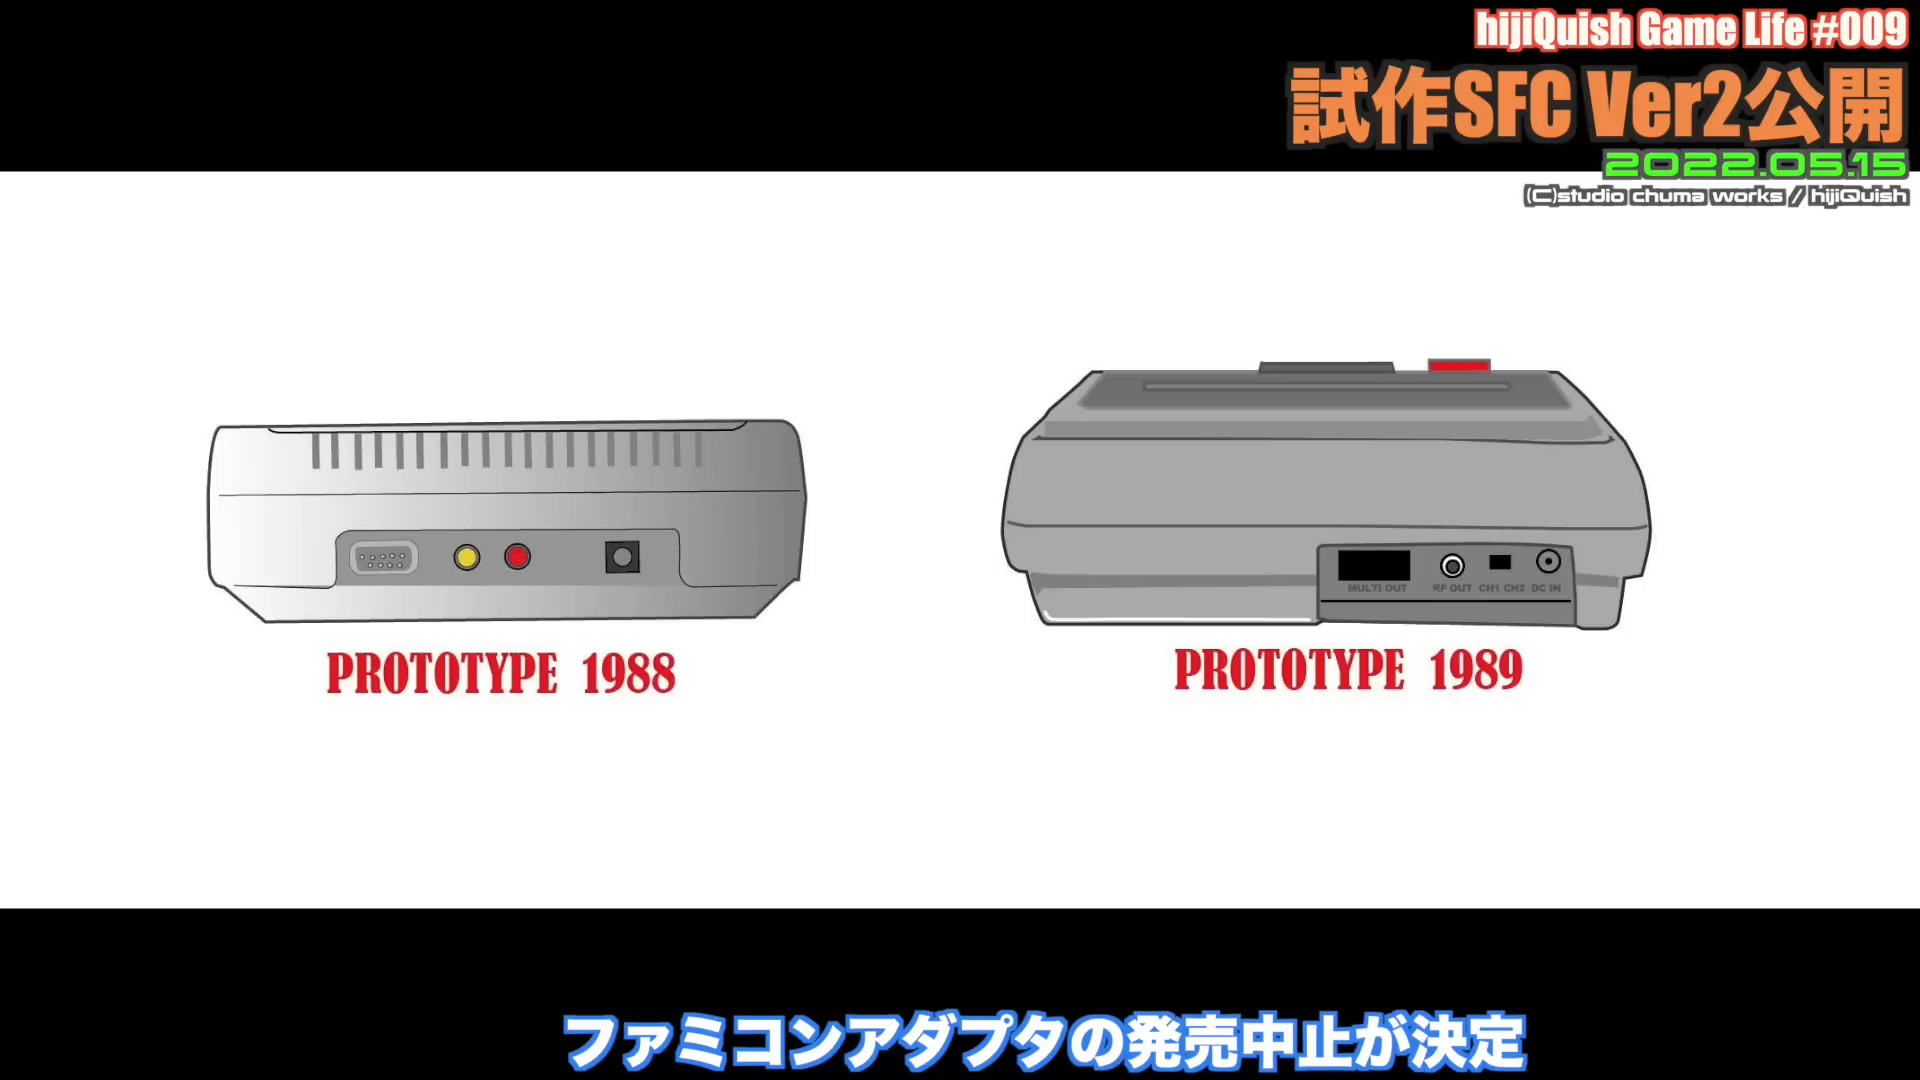 hijiQuish Game Life #009
試作SFC Ver2公開
2022.05.15
(C)studio chuma works / hijiQuish
MULTI OUT RF OUT CH1 CH2 DC IN
PROTOTYPE 1988
PROTOTYPE 1989
ファミコンアダプタの発売中止が決定